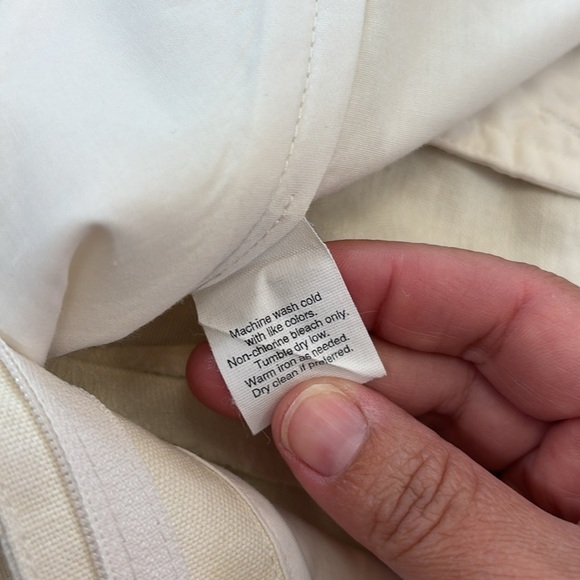 Machine wash cold
with like colors.
Non-chlorine bleach only.
Tumble dry low.
Warm iron as needed.
Dry clean if preferred.